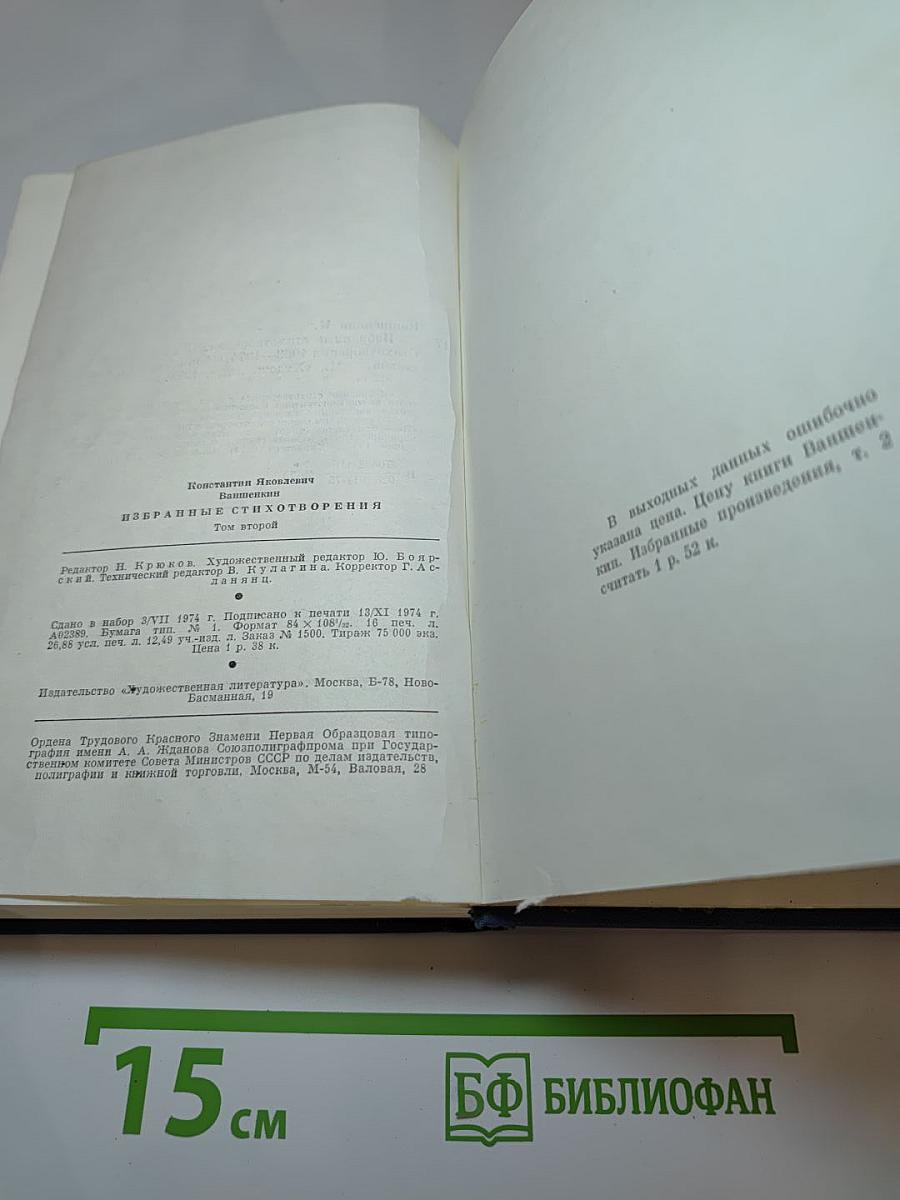 Константин Яковлевич
Ваншенкин
ИЗБРАННЫЕ СТИХОТВОРЕНИЯ
Том второй
Редактор Н. Крюков. Художественный редактор Ю. Бояр-
ский. Технический редактор В. Кулагина. Корректор Г. Ас-
ланянц.
Сдано в набор 3/VII 1974 г. Подписано к печати 13/XI 1974 г.
А02389. Бумага тип. № 1. Формат 84 × 108¹/₃₂. 16 печ. л.
26,88 усл. печ. л. 12,49 уч.-изд. л. Заказ № 1500. Тираж 75 000 экз.
Цена 1 р. 38 к.
Издательство «Художественная литература». Москва, Б-78, Ново-
Басманная, 19
Ордена Трудового Красного Знамени Первая Образцовая типо-
графия имени А. А. Жданова Союзполиграфпрома при Государ-
ственном комитете Совета Министров СССР по делам издательств,
полиграфии и книжной торговли, Москва, М-54, Валовая, 28
В выходных данных ошибочно
указана цена. Цену книги Ваншен-
кин. Избранные произведения, т. 2
считать 1 р. 52 к.
15 см
БФ БИБЛИОФАН